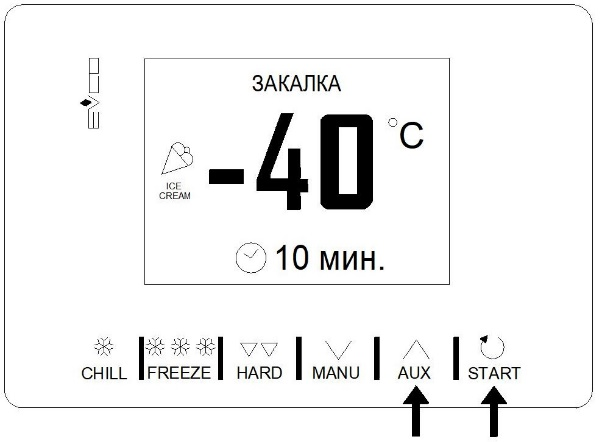 ЗАКАЛКА
-40 °C
ICE
CREAM
10 мин.
CHILL FREEZE HARD MANU AUX START